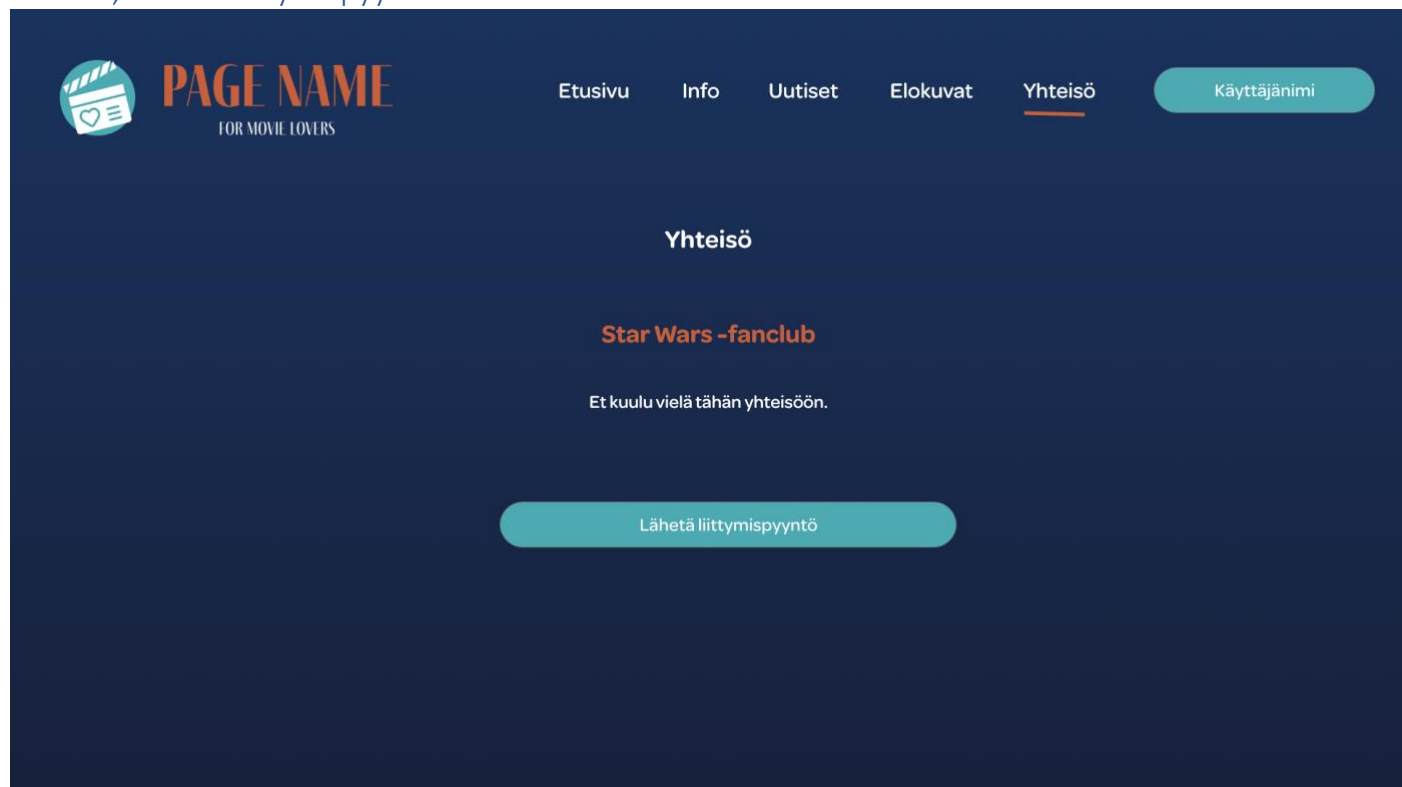 PAGE NAME
FOR MOVIE LOVERS
Etusivu Info Uutiset Elokuvat Yhteisö Käyttäjänimi
Yhteisö
Star Wars -fanclub
Et kuulu vielä tähän yhteisöön.
Lähetä liittymispyyntö